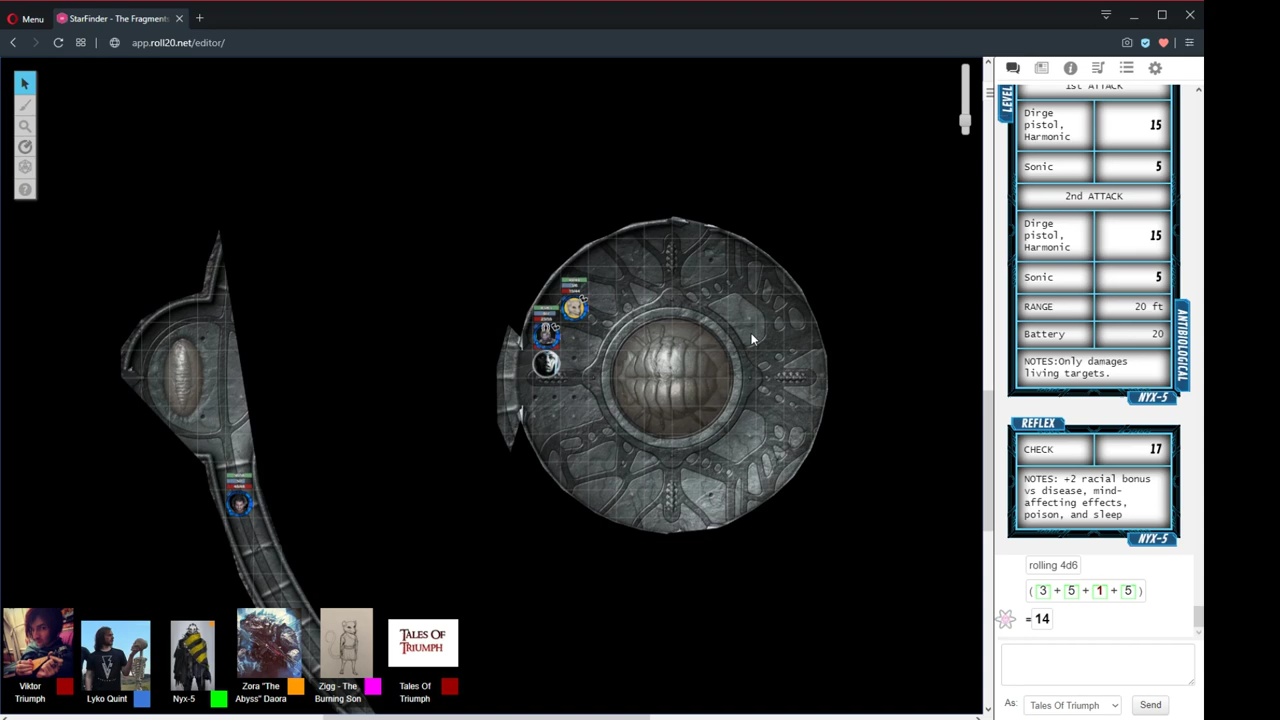 Menu
StarFinder - The Fragments
app.roll20.net/editor/
1st ATTACK
LEVEL
Dirge
pistol,
Harmonic
15
Sonic
5
2nd ATTACK
Dirge
pistol,
Harmonic
15
Sonic
5
RANGE
20 ft
Battery
20
NOTES:Only damages
living targets.
ANTIBIOLOGICAL
NYX-5
REFLEX
CHECK
17
NOTES: +2 racial bonus
vs disease, mind-
affecting effects,
poison, and sleep
NYX-5
rolling 4d6
(3+5+1+5)
=14
As:
Tales Of Triumph
Send
TALES OF
TRIUMPH
Viktor
Triumph
Lyko Quint
Nyx-5
Zora "The
Abyss" Daora
Zigg - The
Burning Son
Tales Of
Triumph